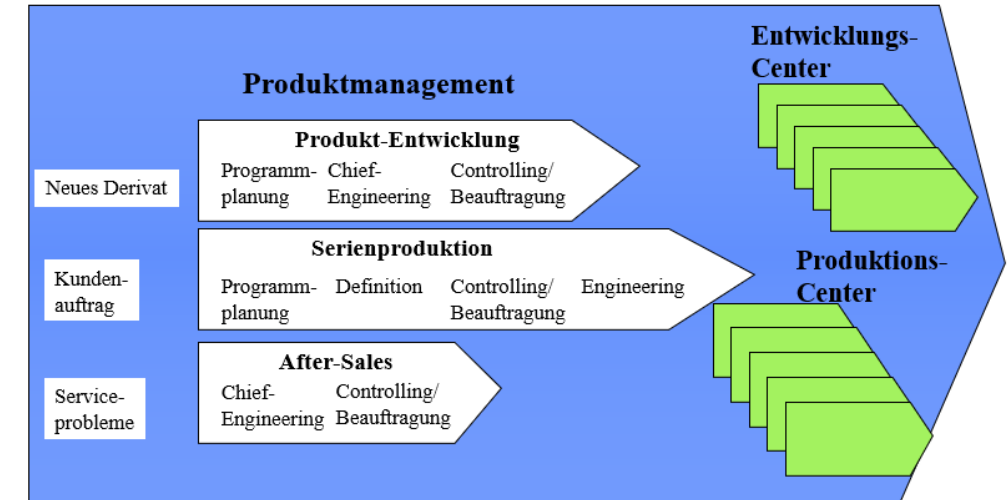 Entwicklungs-
Center
Produktmanagement
Produkt-Entwicklung
Neues Derivat
Programm-
planung
Chief-
Engineering
Controlling/
Beauftragung
Serienproduktion
Kunden-
auftrag
Programm-
planung
Definition
Controlling/
Beauftragung
Engineering
Produktions-
Center
After-Sales
Service-
probleme
Chief-
Engineering
Controlling/
Beauftragung